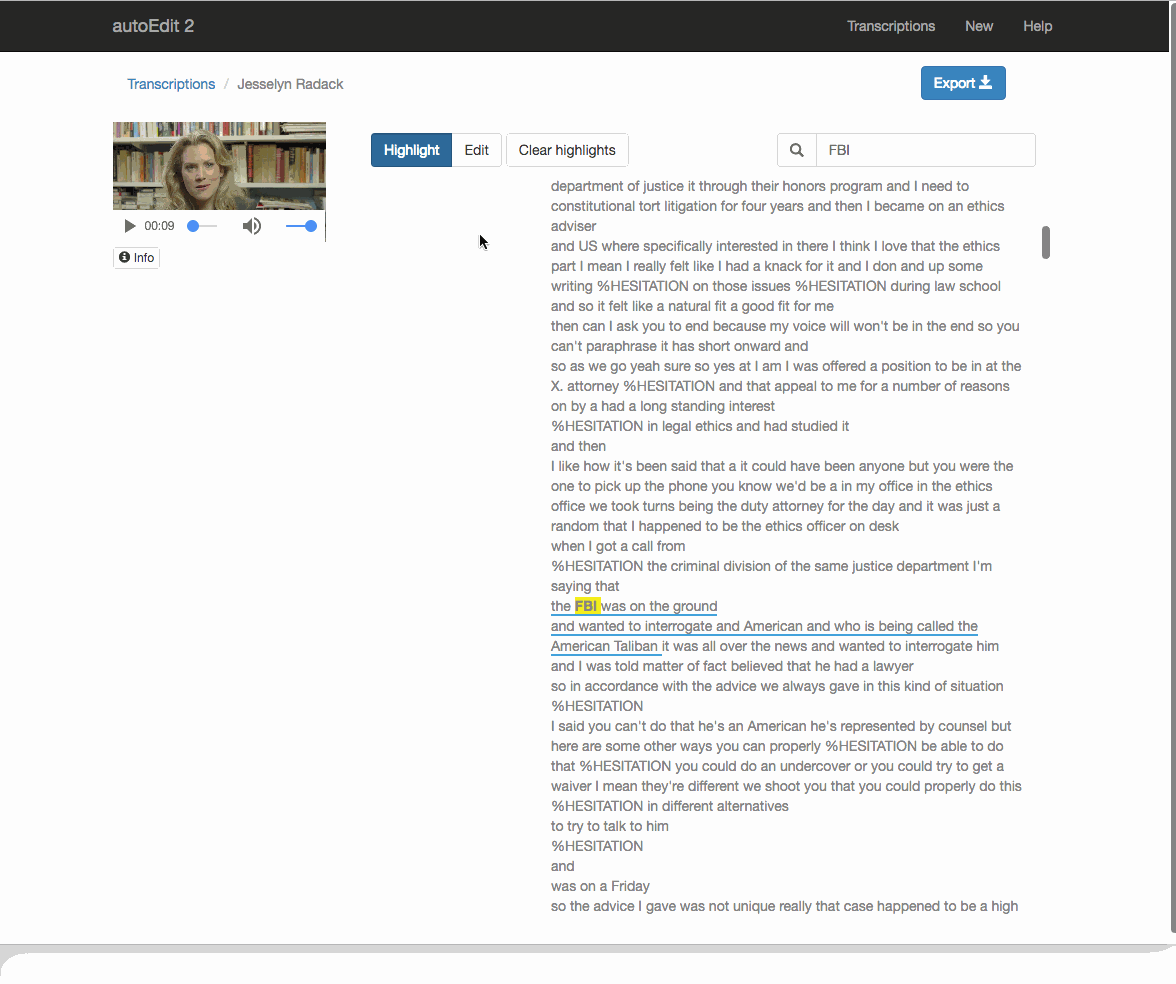 autoEdit 2
Transcriptions New Help
Transcriptions / Jesselyn Radack
Export
Highlight Edit Clear highlights
FBI
00:09
Info
department of justice it through their honors program and I need to
constitutional tort litigation for four years and then I became on an ethics
adviser
and US where specifically interested in there I think I love that the ethics
part I mean I really felt like I had a knack for it and I don and up some
writing %HESITATION on those issues %HESITATION during law school
and so it felt like a natural fit a good fit for me
then can I ask you to end because my voice will won't be in the end so you
can't paraphrase it has short onward and
so as we go yeah sure so yes at I am I was offered a position to be in at the
X. attorney %HESITATION and that appeal to me for a number of reasons
on by a had a long standing interest
%HESITATION in legal ethics and had studied it
and then
I like how it's been said that a it could have been anyone but you were the
one to pick up the phone you know we'd be a in my office in the ethics
office we took turns being the duty attorney for the day and it was just a
random that I happened to be the ethics officer on desk
when I got a call from
%HESITATION the criminal division of the same justice department I'm
saying that
the FBI was on the ground
and wanted to interrogate and American and who is being called the
American Taliban it was all over the news and wanted to interrogate him
and I was told matter of fact believed that he had a lawyer
so in accordance with the advice we always gave in this kind of situation
%HESITATION
I said you can't do that he's an American he's represented by counsel but
here are some other ways you can properly %HESITATION be able to do
that %HESITATION you could do an undercover or you could try to get a
waiver I mean they're different we shoot you that you could properly do this
%HESITATION in different alternatives
to try to talk to him
%HESITATION
and
was on a Friday
so the advice I gave was not unique really that case happened to be a high